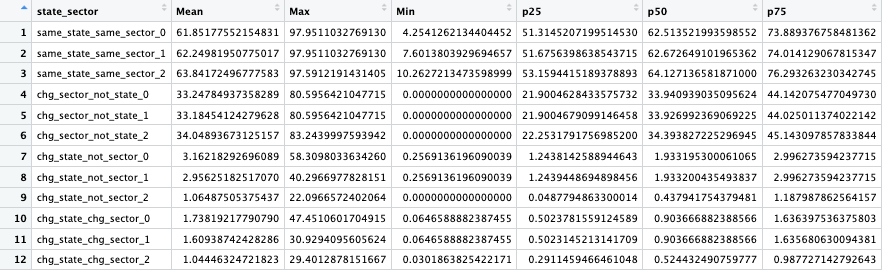 state_sector Mean Max Min p25 p50 p75
1 same_state_same_sector_0 61.85177552154831 97.9511032769130 4.2541262134404452 51.3145207199514530 62.513521993598552 73.889376758481362
2 same_state_same_sector_1 62.24981950775017 97.9511032769130 7.6013803929694657 51.6756398638543715 62.672649101965362 74.014129067815347
3 same_state_same_sector_2 63.84172496777583 97.5912191431405 10.2627213473598999 53.1594415189378893 64.127136581871000 76.293263230342745
4 chg_sector_not_state_0 33.24784937358289 80.5956421047715 0.0000000000000000 21.9004628433575732 33.940939035095624 44.142075477049730
5 chg_sector_not_state_1 33.18454124279628 80.5956421047715 0.0000000000000000 21.9004679099146458 33.926992369069225 44.025011374022142
6 chg_sector_not_state_2 34.04893673125157 83.2439997593942 0.0000000000000000 22.2531791756985200 34.393827225296945 45.143097857833844
7 chg_state_not_sector_0 3.16218292696089 58.3098033634260 0.2569136196090039 1.2438142588944643 1.933195300061065 2.996273594237715
8 chg_state_not_sector_1 2.95625182517070 40.2966977828151 0.2569136196090039 1.2439448694898456 1.933200435493837 2.996273594237715
9 chg_state_not_sector_2 1.06487505375437 22.0966572402064 0.0000000000000000 0.0487794863300014 0.437941754379481 1.187987862564157
10 chg_state_chg_sector_0 1.73819217790790 47.4510601704915 0.0646588882387455 0.5023781559124589 0.903666882388566 1.636397536375803
11 chg_state_chg_sector_1 1.60938742428286 30.9294095605624 0.0646588882387455 0.5023145213141709 0.903666882388566 1.635680630094381
12 chg_state_chg_sector_2 1.04446324721823 29.4012878151667 0.0301863825422171 0.2911459466461048 0.524432490759777 0.987727142792643